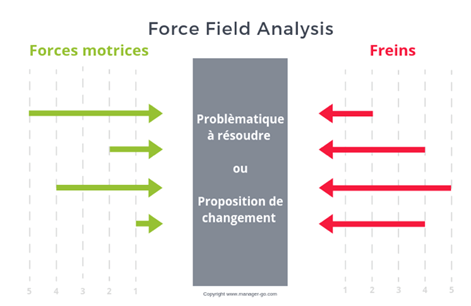 Force Field Analysis
Forces motrices
Freins
Problèmatique
à résoudre
ou
Proposition de
changement
5 4 3 2 1
1 2 3 4 5
Copyright www.manager-go.com